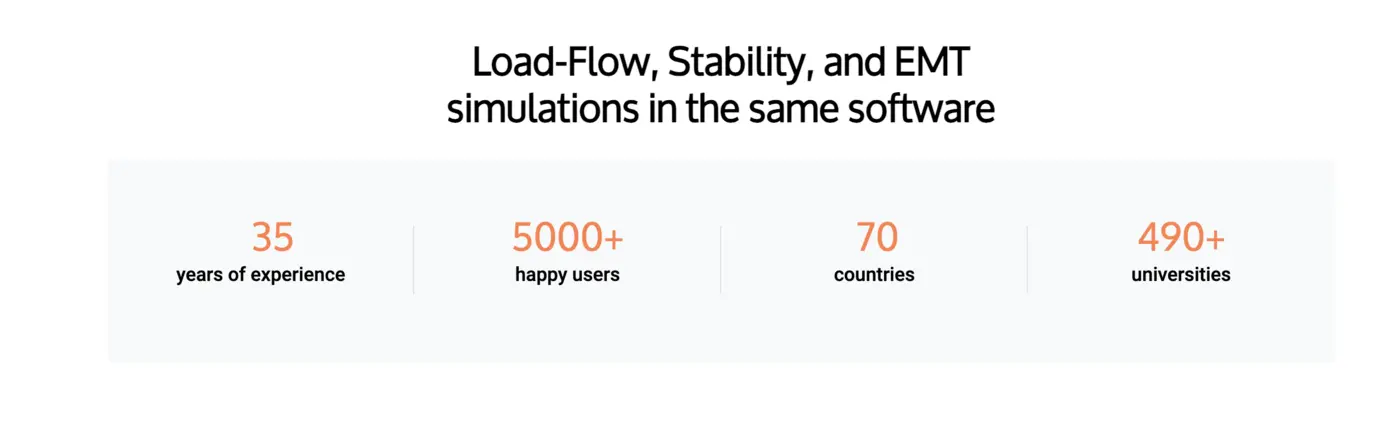 Load-Flow, Stability, and EMT
simulations in the same software
35
years of experience
5000+
happy users
70
countries
490+
universities